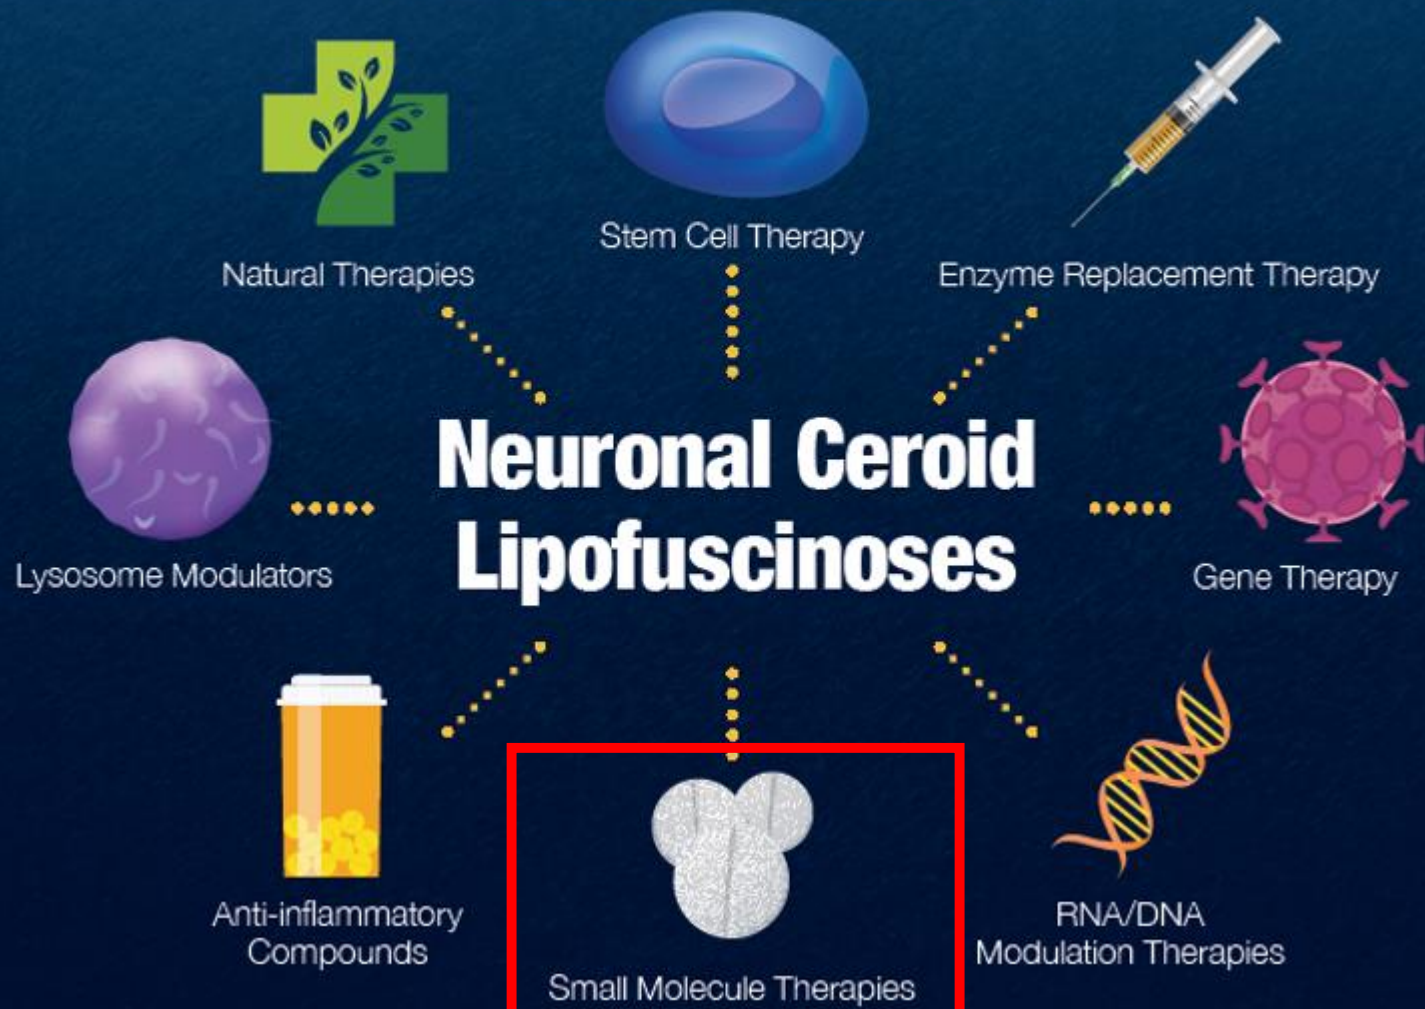 Stem Cell Therapy
Natural Therapies
Enzyme Replacement Therapy
Neuronal Ceroid
Lipofuscinoses
Lysosome Modulators
Gene Therapy
Anti-inflammatory
Compounds
Small Molecule Therapies
RNA/DNA
Modulation Therapies